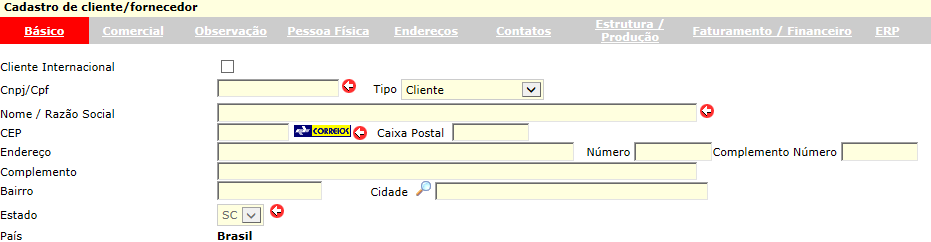 Cadastro de cliente/fornecedor
Básico Comercial Observação Pessoa Física Endereços Contatos Estrutura / Produção Faturamento / Financeiro ERP
Cliente Internacional
Cnpj/Cpf Tipo Cliente
Nome / Razão Social
CEP CORREIOS Caixa Postal
Endereço Número Complemento Número
Complemento
Bairro Cidade
Estado SC
País Brasil